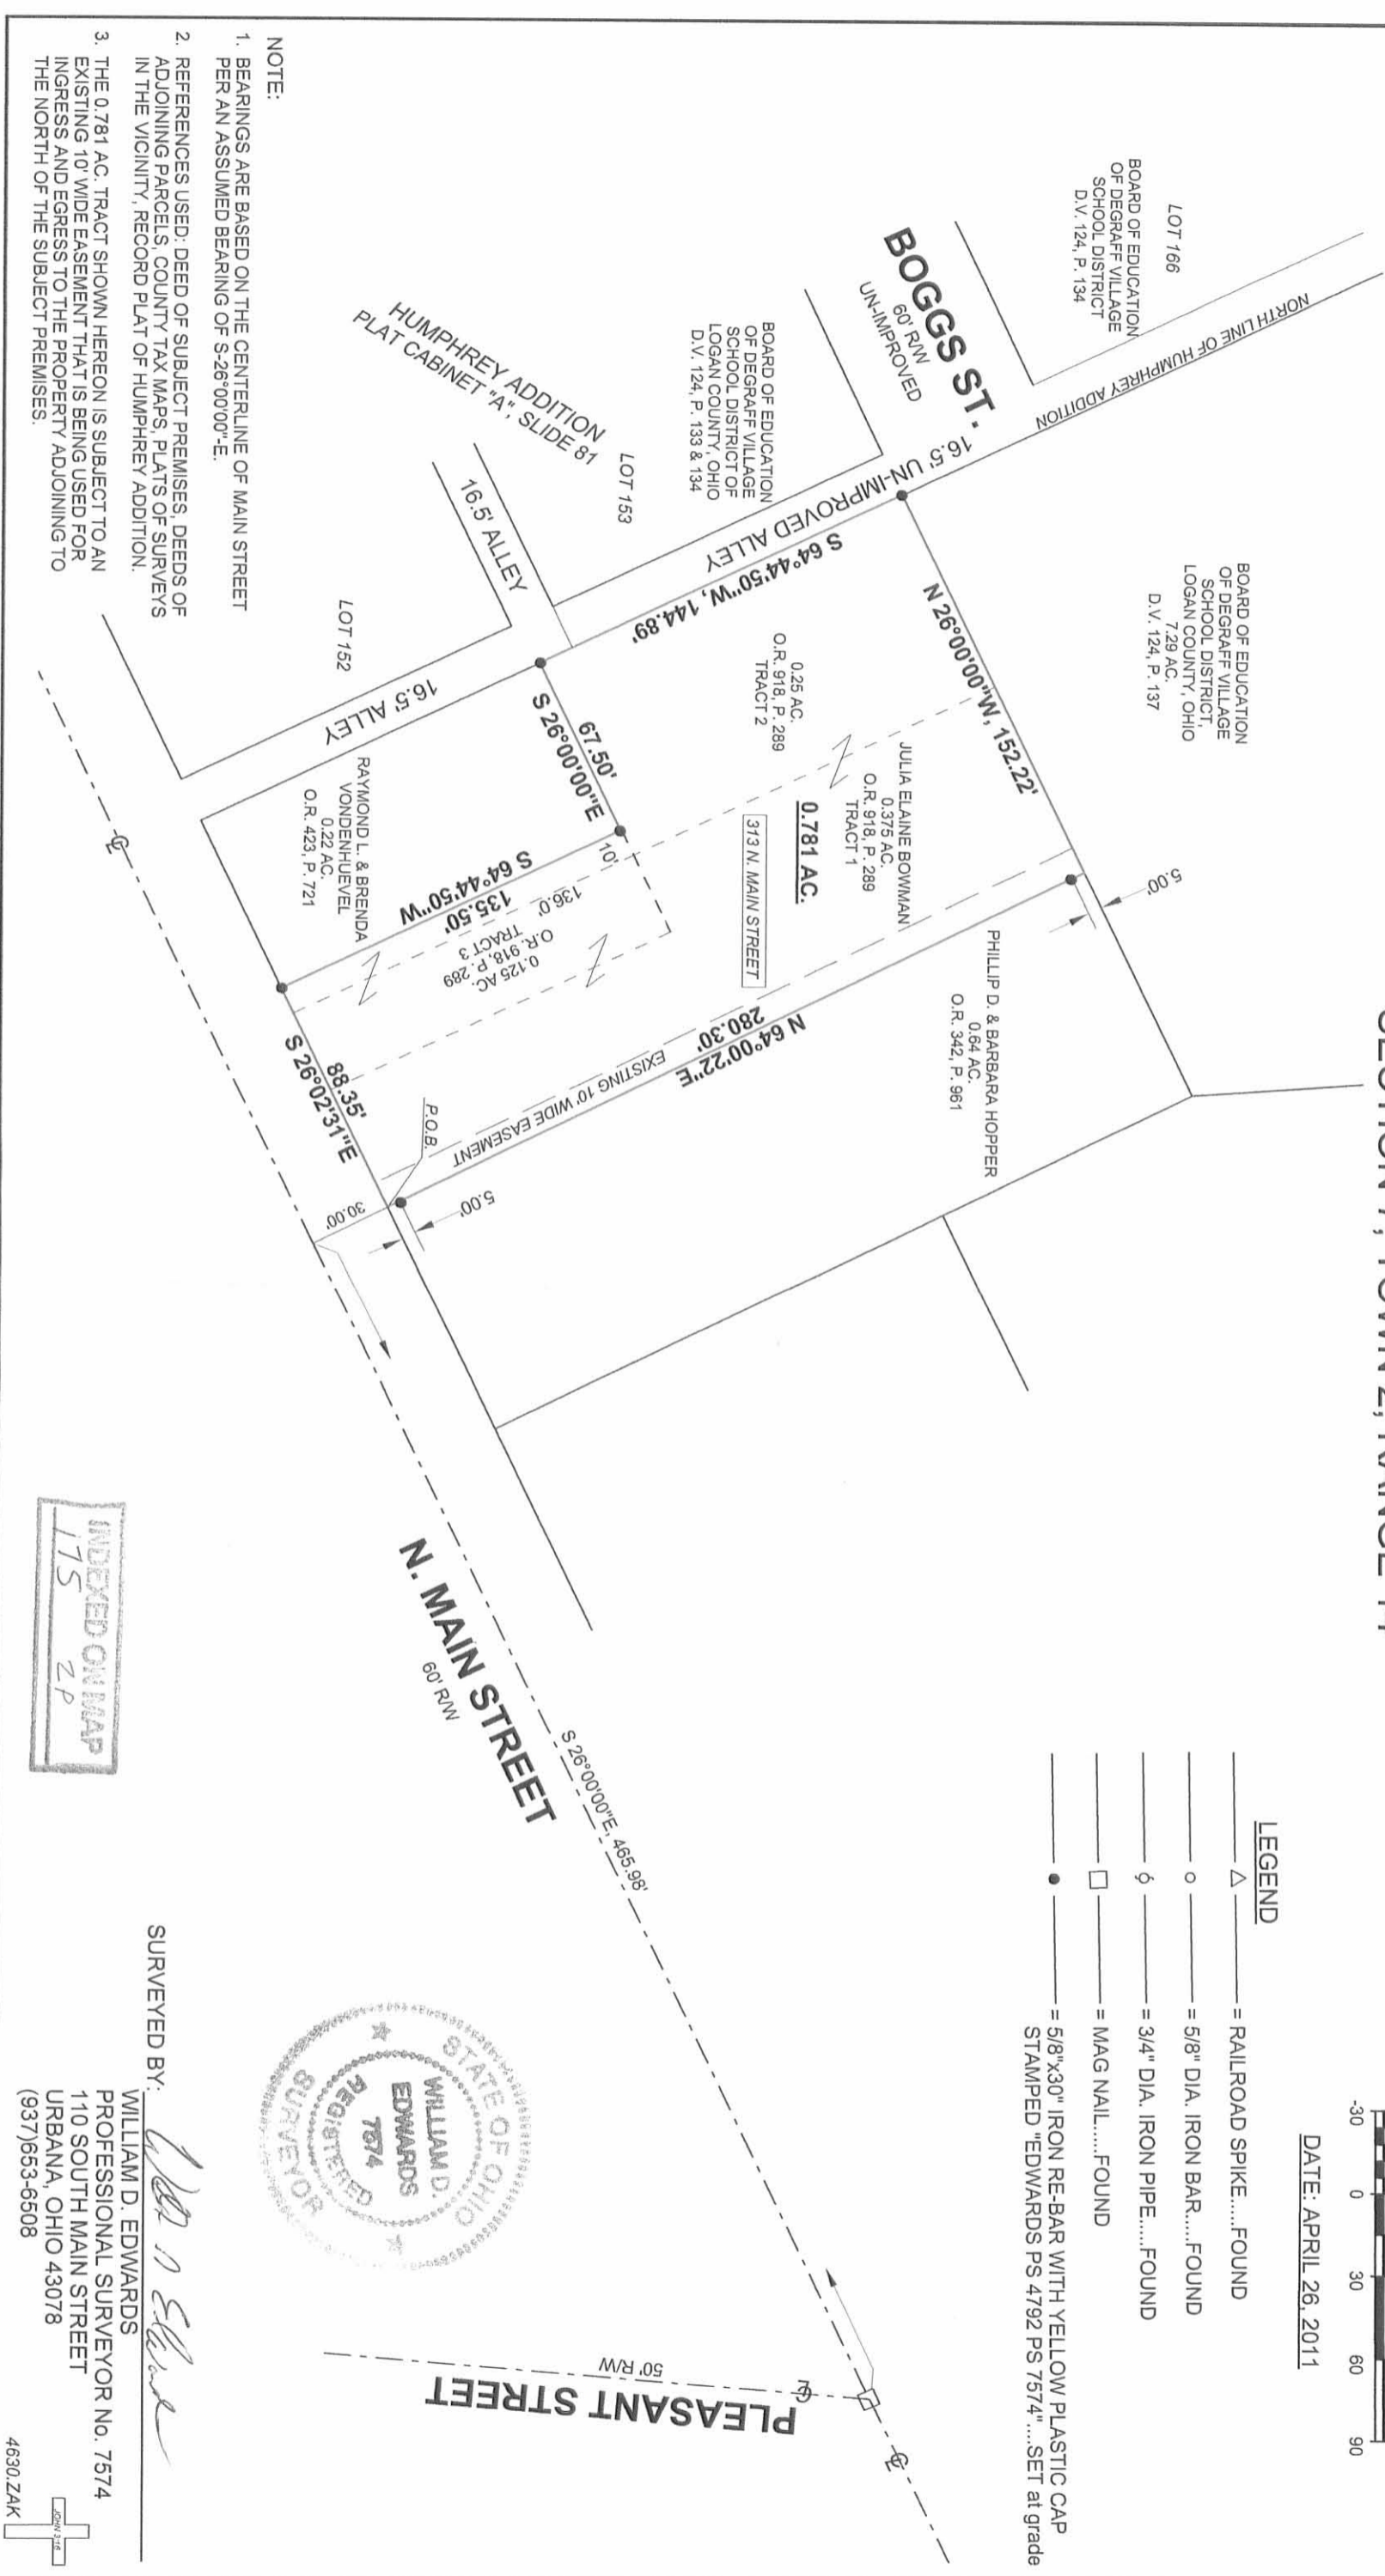 DATE: APRIL 26, 2011
-30 0 30 60 90
LEGEND
= RAILROAD SPIKE.....FOUND
= 5/8" DIA. IRON BAR.....FOUND
= 3/4" DIA. IRON PIPE.....FOUND
= MAG NAIL.....FOUND
= 5/8"x30" IRON RE-BAR WITH YELLOW PLASTIC CAP
STAMPED "EDWARDS PS 4792 PS 7574"....SET at grade
LOT 166
BOARD OF EDUCATION
OF DEGRAFF VILLAGE
SCHOOL DISTRICT
D.V. 124, P. 134
NORTH LINE OF HUMPHREY ADDITION
BOGGS ST.
60' R/W
UN-IMPROVED
BOARD OF EDUCATION
OF DEGRAFF VILLAGE
SCHOOL DISTRICT,
LOGAN COUNTY, OHIO
7.29 AC.
D.V. 124, P. 137
16.5' UN-IMPROVED ALLEY
S 64°44'50"W, 144.89'
N 26°00'00"W, 152.22'
BOARD OF EDUCATION
OF DEGRAFF VILLAGE
SCHOOL DISTRICT OF
LOGAN COUNTY, OHIO
D.V. 124, P. 133 & 134
LOT 153
HUMPHREY ADDITION
PLAT CABINET "A", SLIDE 81
16.5' ALLEY
LOT 152
16.5' ALLEY
0.25 AC.
O.R. 918, P. 289
TRACT 2
JULIA ELAINE BOWMAN
0.375 AC.
O.R. 918, P. 289
TRACT 1
0.781 AC.
313 N. MAIN STREET
67.50'
S 26°00'00"E
10'
S 64°44'50"W
135.50'
136.0'
0.125 AC.
O.R. 918, P. 289
TRACT 3
RAYMOND L. & BRENDA
VONDENHUEVEL
0.22 AC.
O.R. 423, P. 721
5.00'
PHILLIP D. & BARBARA HOPPER
0.64 AC.
O.R. 342, P. 961
N 64°00'22"E
280.30'
EXISTING 10' WIDE EASEMENT
88.35'
S 26°02'31"E
P.O.B.
30.00'
5.00'
N. MAIN STREET
60' R/W
S 26°00'00"E, 465.98'
PLEASANT STREET
50' R/W
NOTE:
1. BEARINGS ARE BASED ON THE CENTERLINE OF MAIN STREET
PER AN ASSUMED BEARING OF S-26°00'00"-E.
2. REFERENCES USED: DEED OF SUBJECT PREMISES, DEEDS OF
ADJOINING PARCELS, COUNTY TAX MAPS, PLATS OF SURVEYS
IN THE VICINITY, RECORD PLAT OF HUMPHREY ADDITION.
3. THE 0.781 AC. TRACT SHOWN HEREON IS SUBJECT TO AN
EXISTING 10' WIDE EASEMENT THAT IS BEING USED FOR
INGRESS AND EGRESS TO THE PROPERTY ADJOINING TO
THE NORTH OF THE SUBJECT PREMISES.
INDEXED ON MAP
175 ZP
STATE OF OHIO
WILLIAM D.
EDWARDS
7574
REGISTERED
SURVEYOR
SURVEYED BY:
WILLIAM D. EDWARDS
PROFESSIONAL SURVEYOR No. 7574
110 SOUTH MAIN STREET
URBANA, OHIO 43078
(937)653-6508
JOHN 3:16
4630.ZAK